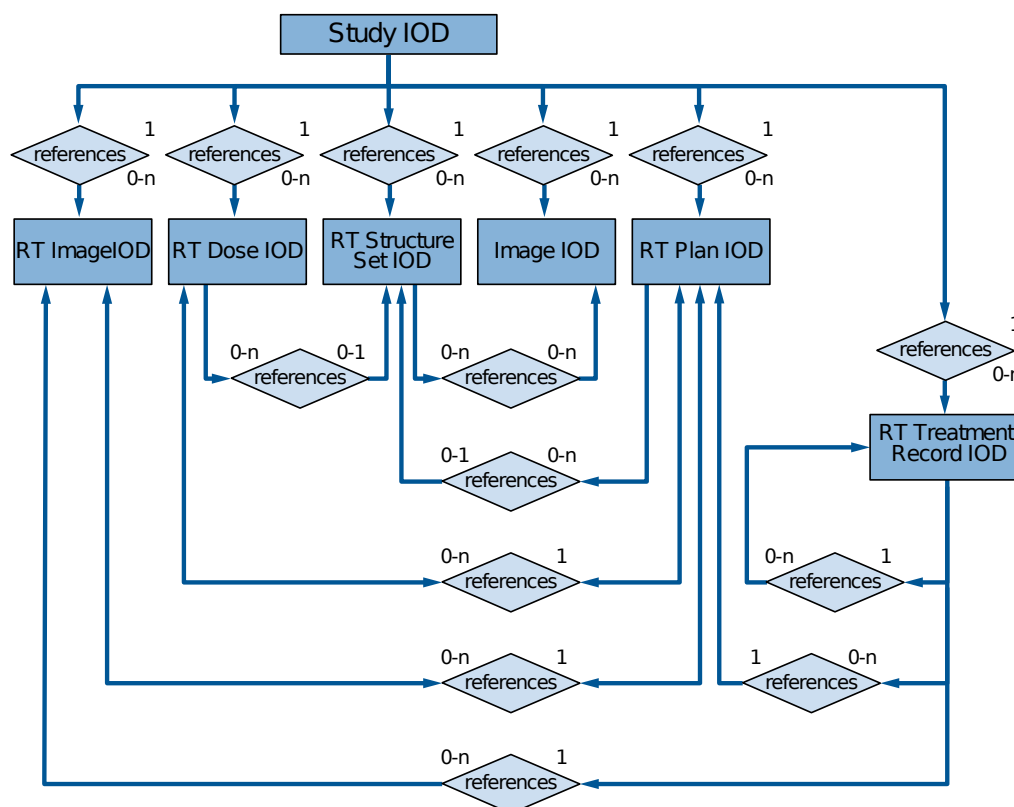 Study IOD
1
1
1
1
1
references
references
references
references
references
0-n
0-n
0-n
0-n
0-n
RT ImageIOD
RT Dose IOD
RT Structure
Set IOD
Image IOD
RT Plan IOD
1
references
0-n
0-n
0-1
references
0-n
0-n
references
RT Treatment
Record IOD
0-1
0-n
references
0-n
1
references
0-n
1
references
0-n
1
references
1
0-n
references
0-n
1
references